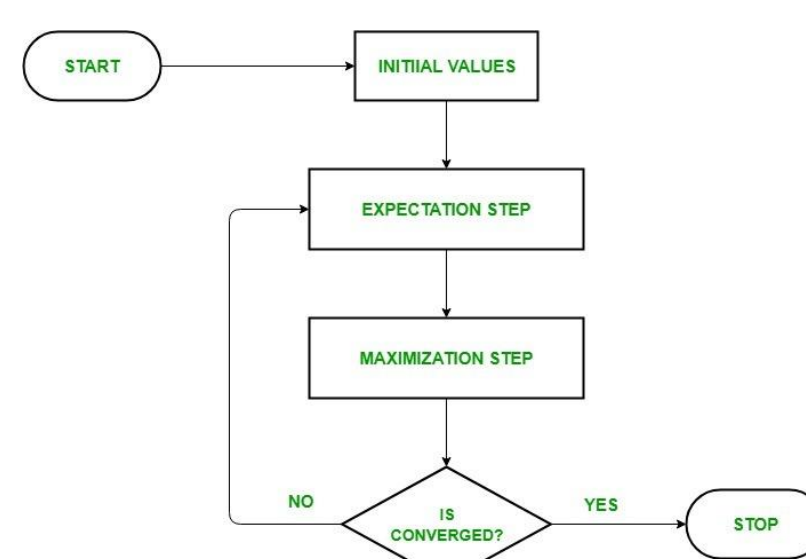 START
INITIIAL VALUES
EXPECTATION STEP
MAXIMIZATION STEP
NO
IS
CONVERGED?
YES
STOP